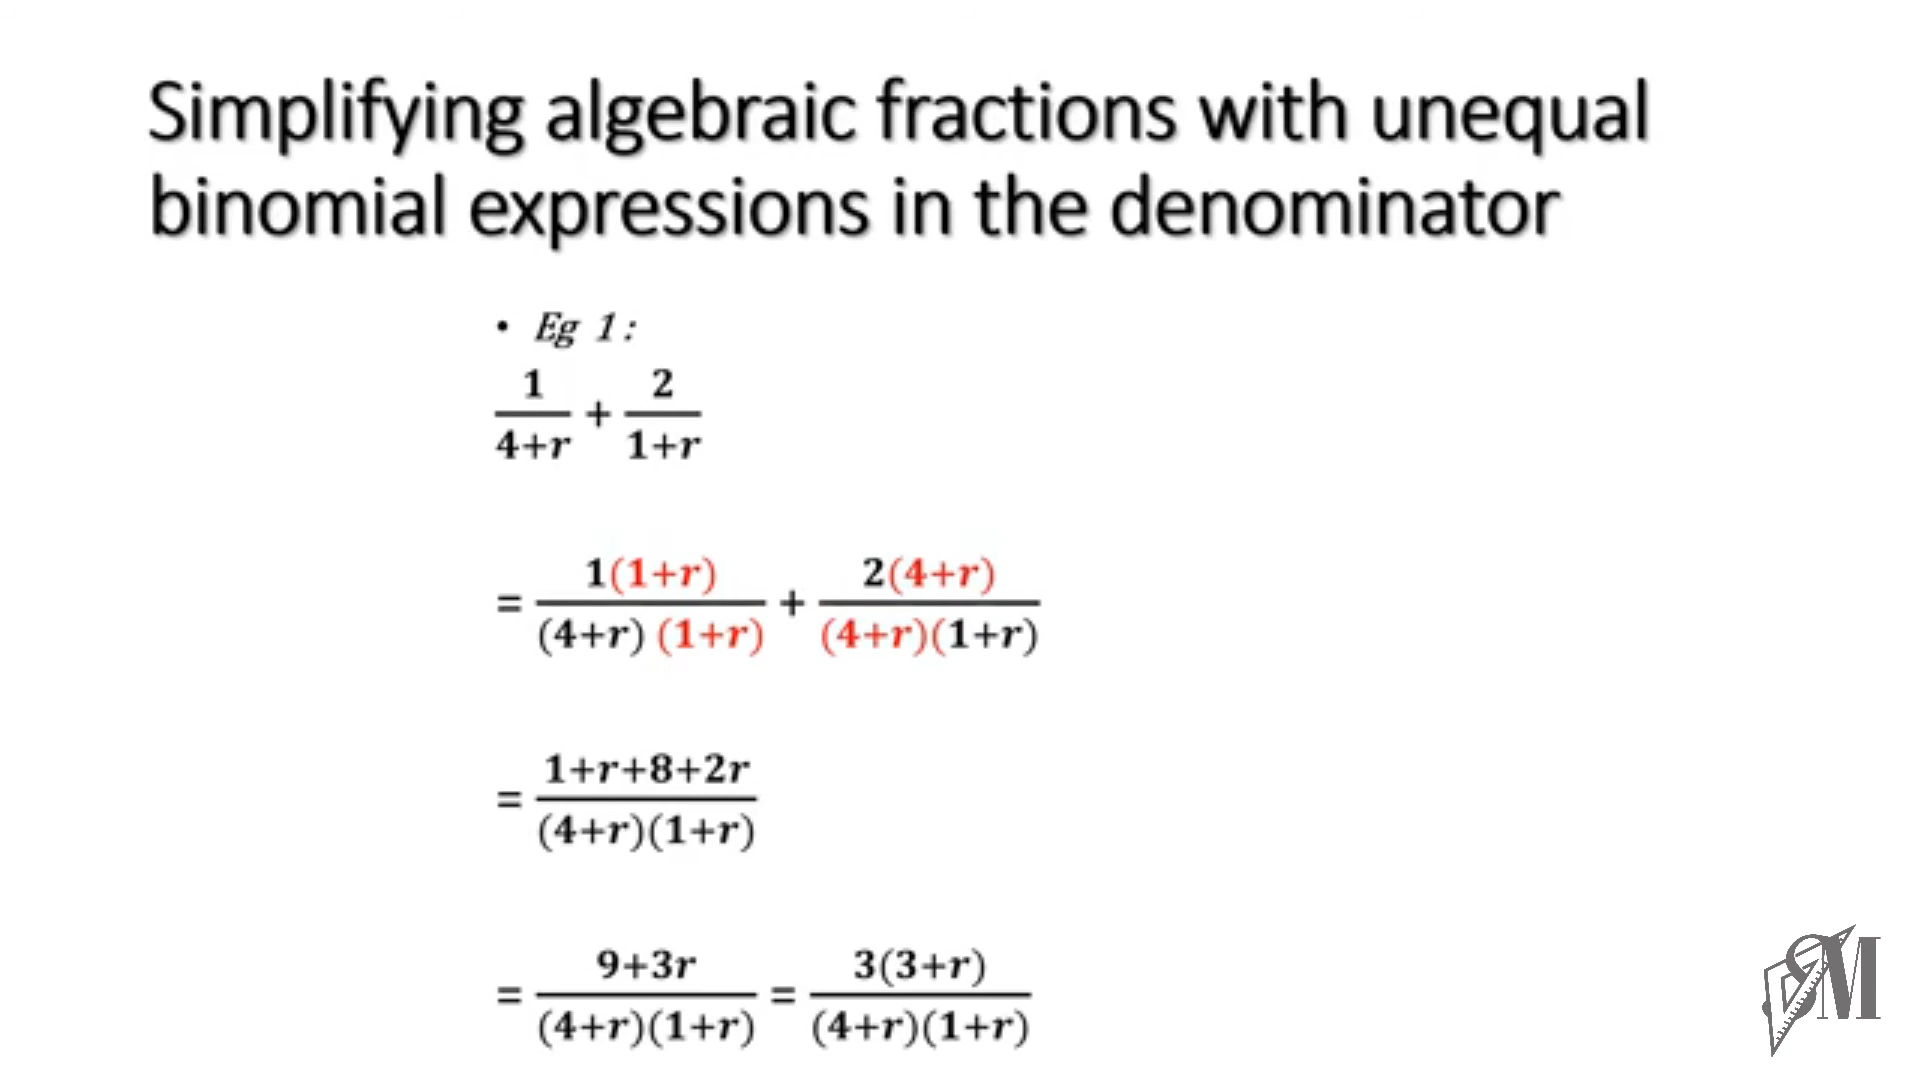 Simplifying algebraic fractions with unequal
binomial expressions in the denominator
• Eg 1:
1/(4+r) + 2/(1+r)
= 1(1+r)/((4+r)(1+r)) + 2(4+r)/((4+r)(1+r))
= (1+r+8+2r)/((4+r)(1+r))
= (9+3r)/((4+r)(1+r)) = 3(3+r)/((4+r)(1+r))
SM